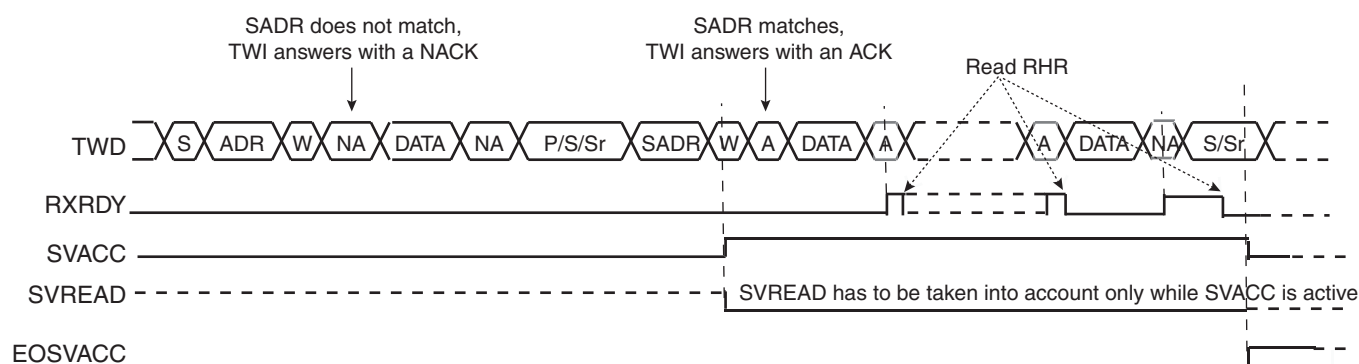 SADR does not match,
TWI answers with a NACK
SADR matches,
TWI answers with an ACK
Read RHR
TWD S ADR W NA DATA NA P/S/Sr SADR W A DATA A A DATA NA S/Sr
RXRDY
SVACC
SVREAD SVREAD has to be taken into account only while SVACC is active
EOSVACC